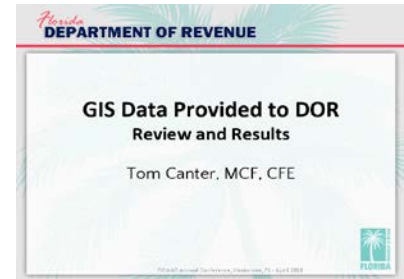 Florida
DEPARTMENT OF REVENUE
GIS Data Provided to DOR
Review and Results
Tom Canter, MCF, CFE
FLORIDA